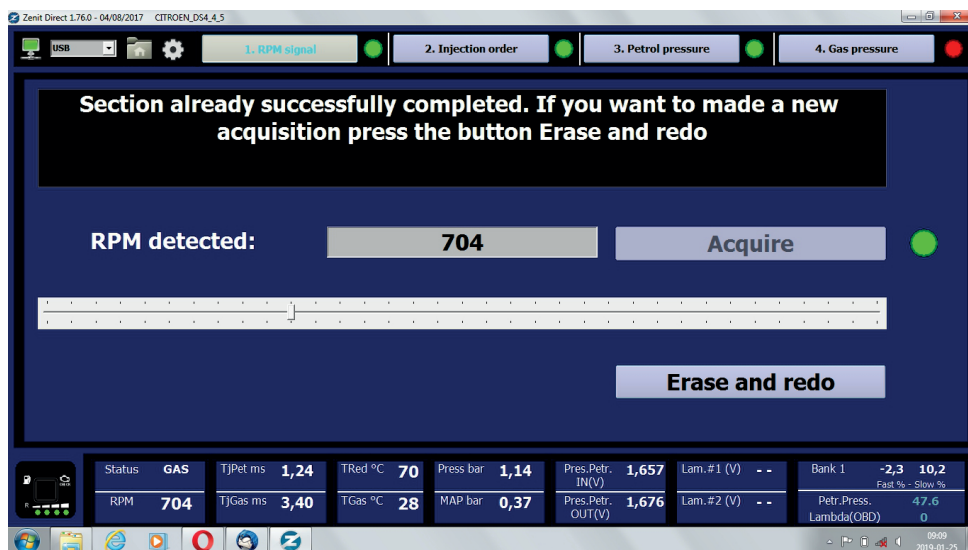 Zenit Direct 1.76.0 - 04/08/2017 CITROEN_DS4_4_5
USB
1. RPM signal
2. Injection order
3. Petrol pressure
4. Gas pressure
Section already successfully completed. If you want to made a new
acquisition press the button Erase and redo
RPM detected:
704
Acquire
Erase and redo
Status GAS
TjPet ms 1,24
TRed °C 70
Press bar 1,14
Pres.Petr. 1,657
IN(V)
Lam.#1 (V) - -
Bank 1 -2,3 10,2
Fast % - Slow %
R
RPM 704
TjGas ms 3,40
TGas °C 28
MAP bar 0,37
Pres.Petr. 1,676
OUT(V)
Lam.#2 (V) - -
Petr.Press. 47.6
Lambda(OBD) 0
09:09
2019-01-25